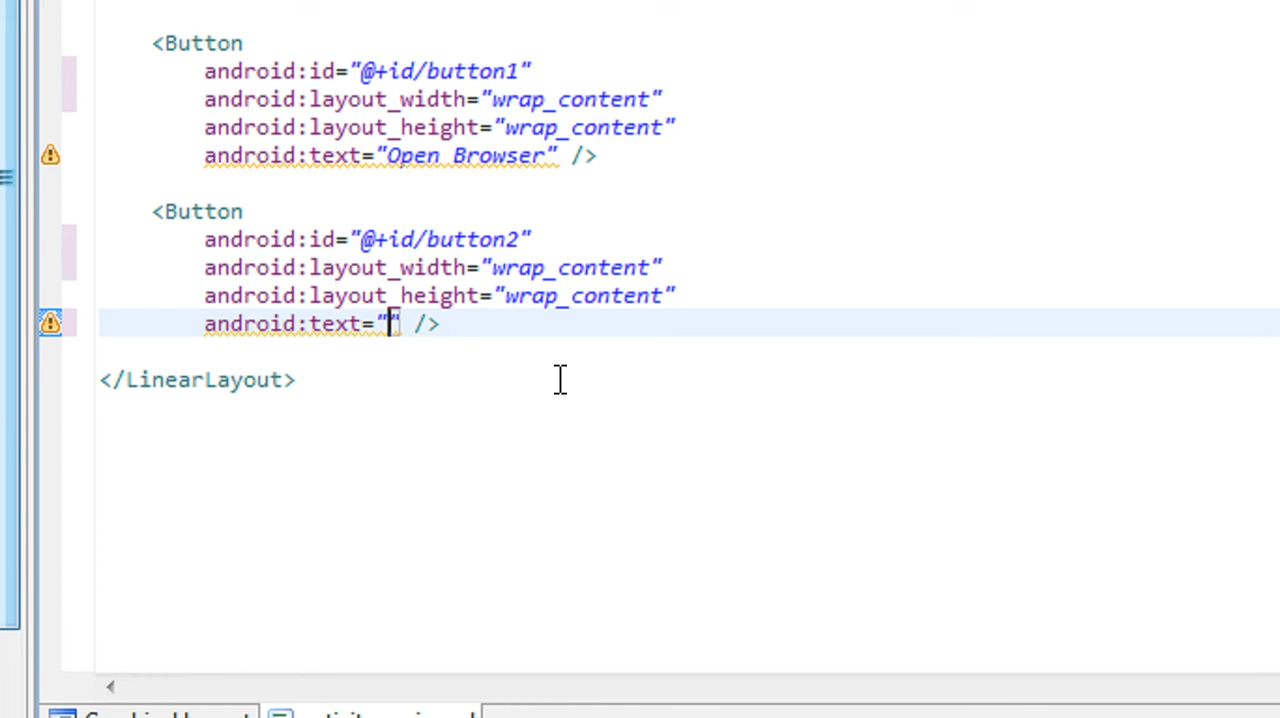 <Button
android:id="@+id/button1"
android:layout_width="wrap_content"
android:layout_height="wrap_content"
android:text="Open Browser" />
<Button
android:id="@+id/button2"
android:layout_width="wrap_content"
android:layout_height="wrap_content"
android:text="" />
</LinearLayout>